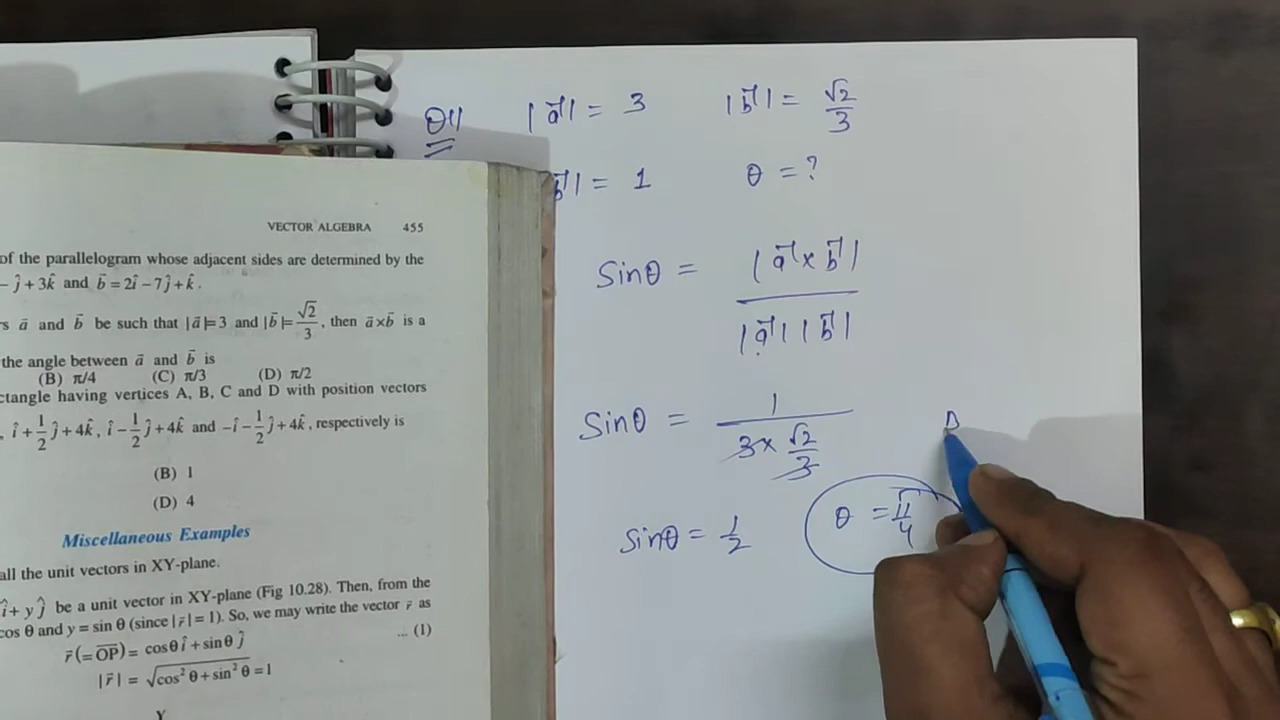 Q11 |a⃗| = 3 |b⃗| = √2/3
b⃗| = 1 θ = ?
Sinθ = |a⃗ × b⃗| / |a⃗| |b⃗|
Sinθ = 1 / 3 × √2/3
sinθ = 1/2 θ = π/4
VECTOR ALGEBRA 455
of the parallelogram whose adjacent sides are determined by the
– ĵ + 3k̂ and b⃗ = 2î – 7ĵ + k̂.
s a⃗ and b⃗ be such that |a⃗| = 3 and |b⃗| = √2/3, then a⃗ × b⃗ is a
the angle between a⃗ and b⃗ is
(B) π/4 (C) π/3 (D) π/2
ctangle having vertices A, B, C and D with position vectors
, î + 1/2 ĵ + 4k̂, î – 1/2 ĵ + 4k̂ and –î – 1/2 ĵ + 4k̂, respectively is
(B) 1
(D) 4
Miscellaneous Examples
all the unit vectors in XY-plane.
î + y ĵ be a unit vector in XY-plane (Fig 10.28). Then, from the
cos θ and y = sin θ (since |r⃗| = 1). So, we may write the vector r⃗ as
r⃗ (= OP⃗) = cosθ î + sinθ ĵ ... (1)
|r⃗| = √cos² θ + sin² θ = 1
Y